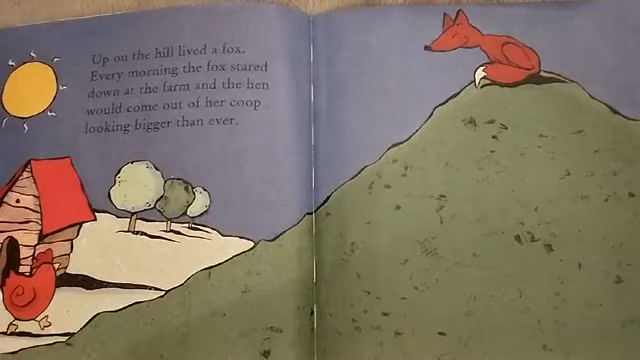 Up on the hill lived a fox.
Every morning the fox stared
down at the farm and the hen
would come out of her coop
looking bigger than ever.